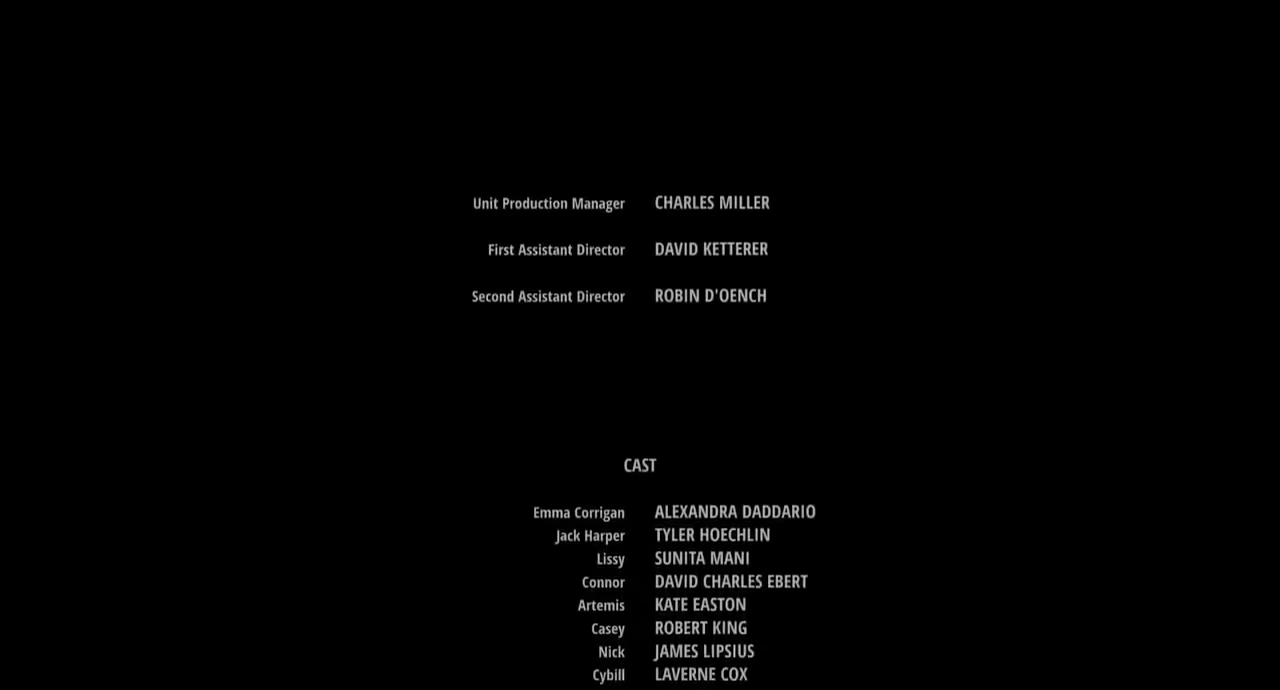 Unit Production Manager CHARLES MILLER
First Assistant Director DAVID KETTERER
Second Assistant Director ROBIN D'OENCH
CAST
Emma Corrigan ALEXANDRA DADDARIO
Jack Harper TYLER HOECHLIN
Lissy SUNITA MANI
Connor DAVID CHARLES EBERT
Artemis KATE EASTON
Casey ROBERT KING
Nick JAMES LIPSIUS
Cybill LAVERNE COX